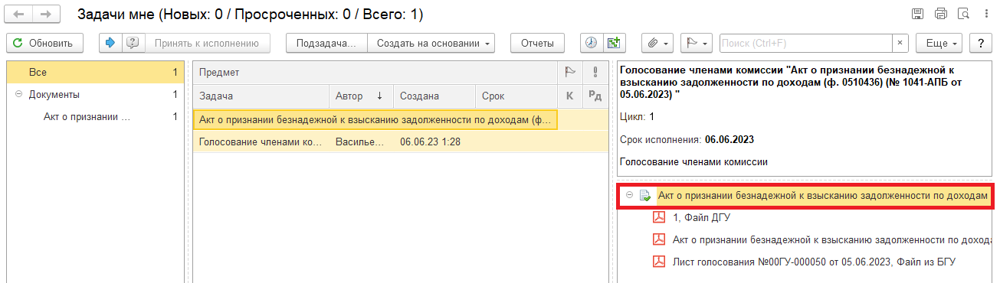 Задачи мне (Новых: 0 / Просроченных: 0 / Всего: 1)
Обновить
Принять к исполнению
Подзадача...
Создать на основании
Отчеты
Поиск (Ctrl+F)
×
Еще
?
Все 1
Документы 1
Акт о признании ... 1
Предмет
Задача Автор ↓ Создана Срок К Рд
Акт о признании безнадежной к взысканию задолженности по доходам (ф...
Голосование членами ко... Василье... 06.06.23 1:28
Голосование членами комиссии "Акт о признании безнадежной к
взысканию задолженности по доходам (ф. 0510436) (№ 1041-АПБ от
05.06.2023) "
Цикл: 1
Срок исполнения: 06.06.2023
Голосование членами комиссии
Акт о признании безнадежной к взысканию задолженности по доходам
1, Файл ДГУ
Акт о признании безнадежной к взысканию задолженности по дохода
Лист голосования №00ГУ-000050 от 05.06.2023, Файл из БГУ